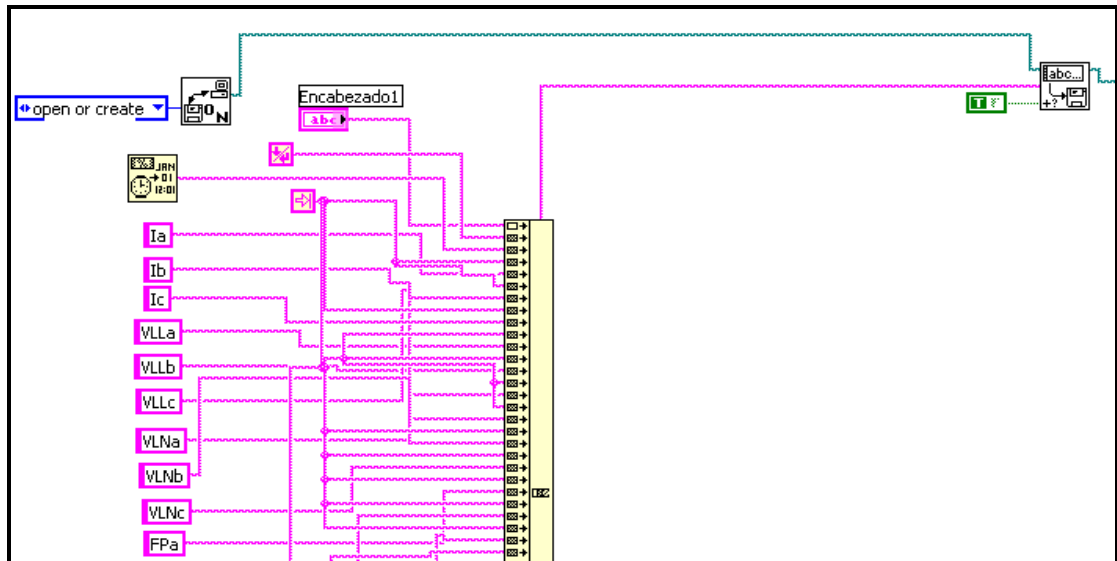 abc...
open or create
ON
Encabezado1
abc
+?
T
JAN
01
12:01
Ia
Ib
Ic
VLLa
VLLb
VLLc
VLNa
VLNb
VLNc
FPa